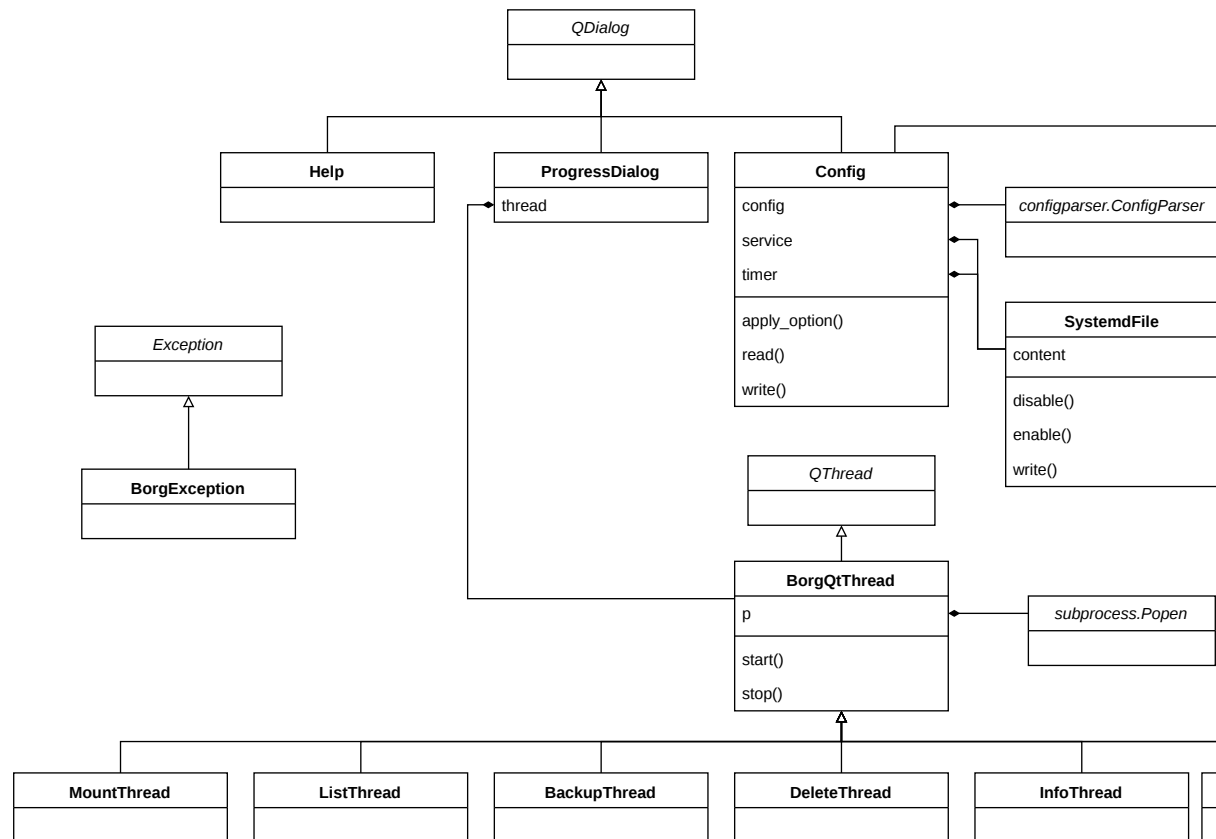 QDialog
Help
ProgressDialog
thread
Config
config
service
timer
apply_option()
read()
write()
configparser.ConfigParser
SystemdFile
content
disable()
enable()
write()
Exception
BorgException
QThread
BorgQtThread
p
start()
stop()
subprocess.Popen
MountThread
ListThread
BackupThread
DeleteThread
InfoThread